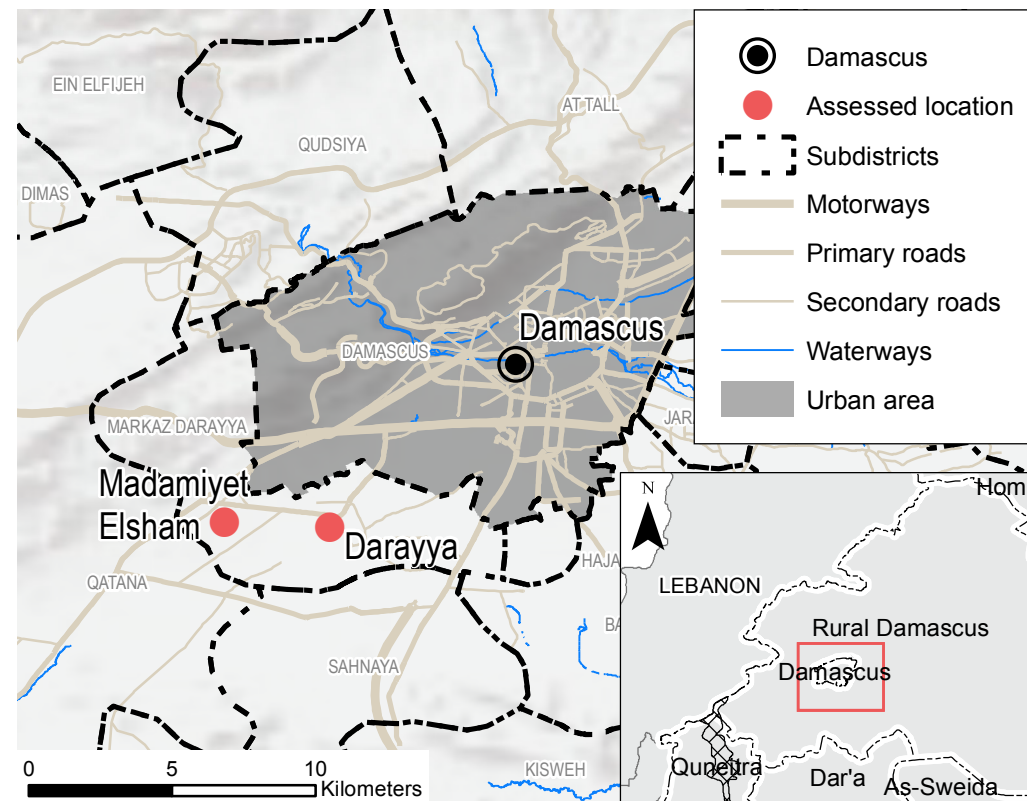 EIN ELFIJEH
AT TALL
QUDSIYA
DIMAS
Damascus
DAMASCUS
MARKAZ DARAYYA
JAR
Madamiyet
Elsham
Darayya
HAJA
QATANA
BA
SAHNAYA
KISWEH
0 5 10
Kilometers
Damascus
Assessed location
Subdistricts
Motorways
Primary roads
Secondary roads
Waterways
Urban area
N
Hom
LEBANON
Rural Damascus
Damascus
Quneitra
Dar'a
As-Sweida